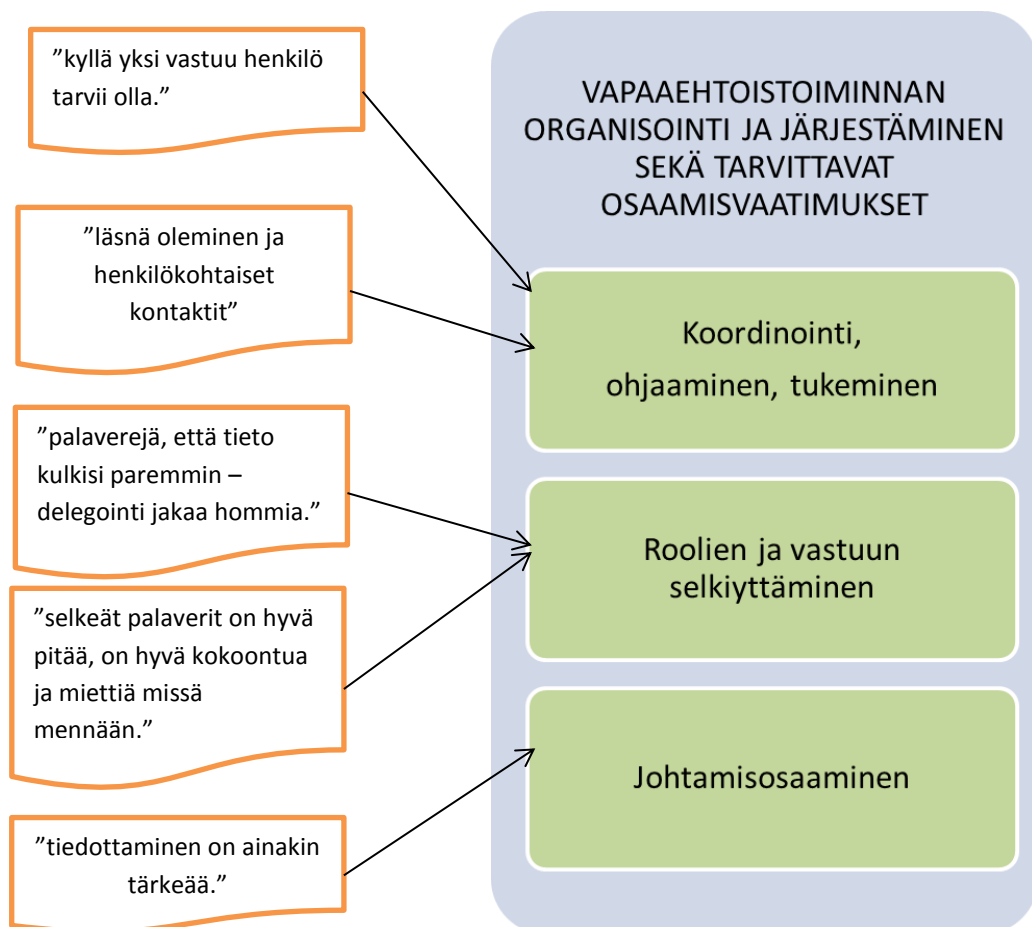 ”kyllä yksi vastuu henkilö
tarvii olla.”
”läsnä oleminen ja
henkilökohtaiset
kontaktit”
”palaverejä, että tieto
kulkisi paremmin –
delegointi jakaa hommia.”
”selkeät palaverit on hyvä
pitää, on hyvä kokoontua
ja miettiä missä
mennään.”
”tiedottaminen on ainakin
tärkeää.”
VAPAAEHTOISTOIMINNAN
ORGANISOINTI JA JÄRJESTÄMINEN
SEKÄ TARVITTAVAT
OSAAMISVAATIMUKSET
Koordinointi,
ohjaaminen, tukeminen
Roolien ja vastuun
selkiyttäminen
Johtamisosaaminen